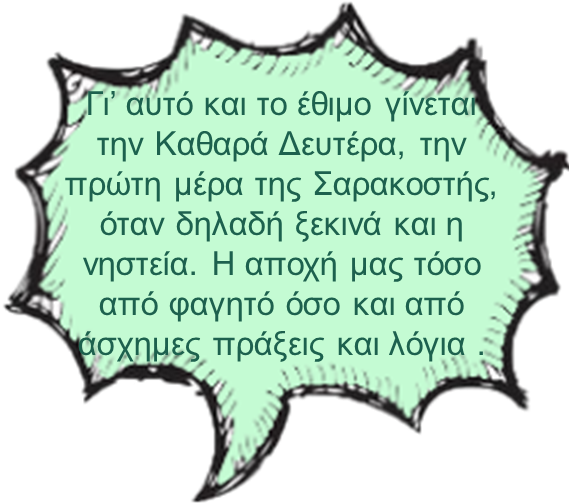 Γι’ αυτό και το έθιμο γίνεται
την Καθαρά Δευτέρα, την
πρώτη μέρα της Σαρακοστής,
όταν δηλαδή ξεκινά και η
νηστεία. Η αποχή μας τόσο
από φαγητό όσο και από
άσχημες πράξεις και λόγια .